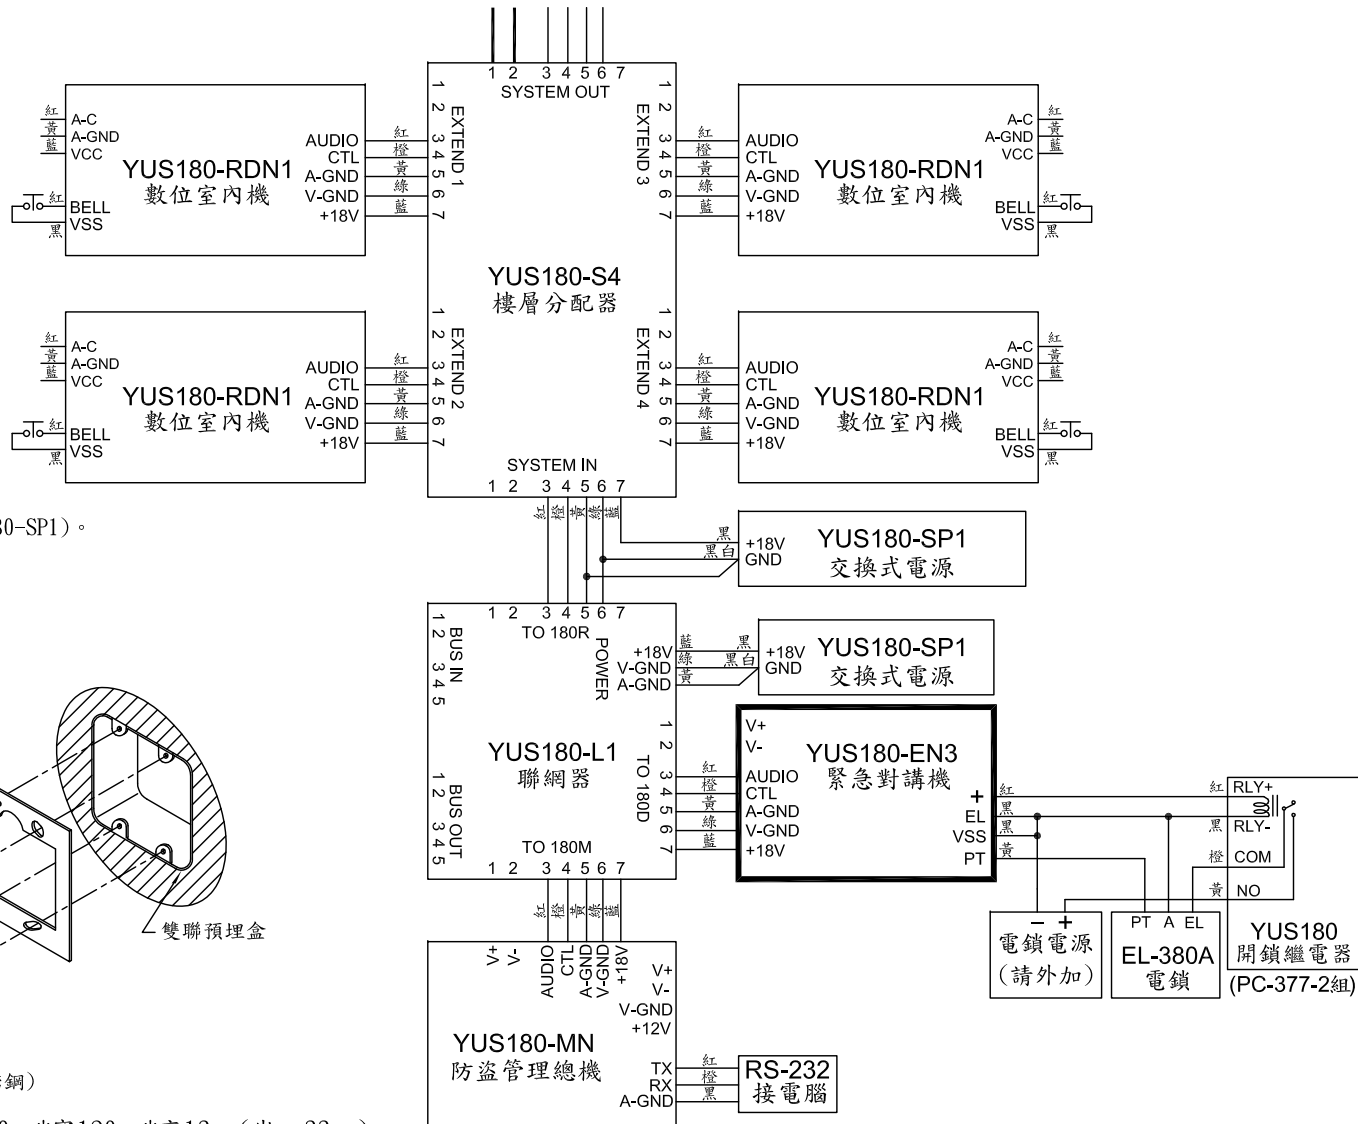 1 2 3 4 5 6 7
SYSTEM OUT
1 2 3 4 5 6 7
EXTEND 1
1 2 3 4 5 6 7
EXTEND 3
紅 A-C
黃 A-GND
藍 VCC
紅 BELL
黑 VSS
YUS180-RDN1
數位室內機
AUDIO 紅
CTL 橙
A-GND 黃
V-GND 綠
+18V 藍
紅 AUDIO
橙 CTL
黃 A-GND
綠 V-GND
藍 +18V
YUS180-RDN1
數位室內機
A-C 紅
A-GND 黃
VCC 藍
BELL 紅
VSS 黑
YUS180-S4
樓層分配器
1 2 3 4 5 6 7
EXTEND 2
1 2 3 4 5 6 7
EXTEND 4
紅 A-C
黃 A-GND
藍 VCC
紅 BELL
黑 VSS
YUS180-RDN1
數位室內機
AUDIO 紅
CTL 橙
A-GND 黃
V-GND 綠
+18V 藍
紅 AUDIO
橙 CTL
黃 A-GND
綠 V-GND
藍 +18V
YUS180-RDN1
數位室內機
A-C 紅
A-GND 黃
VCC 藍
BELL 紅
VSS 黑
SYSTEM IN
1 2 3 4 5 6 7
紅 橙 黃 綠 藍
80-SP1)。
黑 +18V
黑白 GND
YUS180-SP1
交換式電源
1 2 3 4 5 6 7
TO 180R
1 2 3 4 5
BUS IN
POWER
+18V 藍 黑 +18V
V-GND 綠 黑白 GND
A-GND 黃
YUS180-SP1
交換式電源
YUS180-L1
聯網器
1 2 3 4 5
BUS OUT
1 2 3 4 5 6 7
TO 180D
紅 AUDIO
橙 CTL
黃 A-GND
綠 V-GND
藍 +18V
V+
V-
YUS180-EN3
緊急對講機
+ 紅
EL 黑
VSS 黑
PT 黃
紅 RLY+
黑 RLY-
橙 COM
黃 NO
YUS180
開鎖繼電器
(PC-377-2組)
－ +
電鎖電源
(請外加)
PT A EL
EL-380A
電鎖
TO 180M
1 2 3 4 5 6 7
紅 橙 黃 綠 藍
V+ V- AUDIO CTL A-GND V-GND +18V
V+
V-
V-GND
+12V
YUS180-MN
防盜管理總機
TX 紅
RX 橙
A-GND 黑
RS-232
接電腦
雙聯預埋盒
鋼)